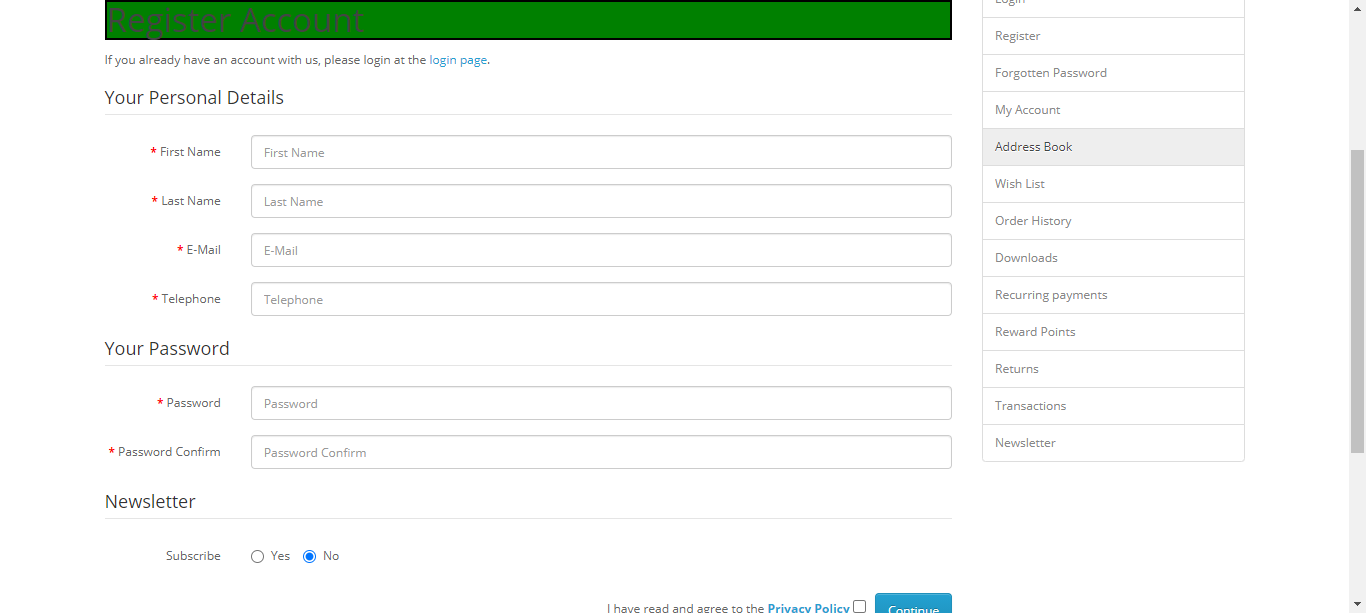 Register Account
If you already have an account with us, please login at the login page.
Your Personal Details
* First Name
First Name
* Last Name
Last Name
* E-Mail
E-Mail
* Telephone
Telephone
Your Password
* Password
Password
* Password Confirm
Password Confirm
Newsletter
Subscribe
Yes
No
I have read and agree to the Privacy Policy
Continue
Login
Register
Forgotten Password
My Account
Address Book
Wish List
Order History
Downloads
Recurring payments
Reward Points
Returns
Transactions
Newsletter